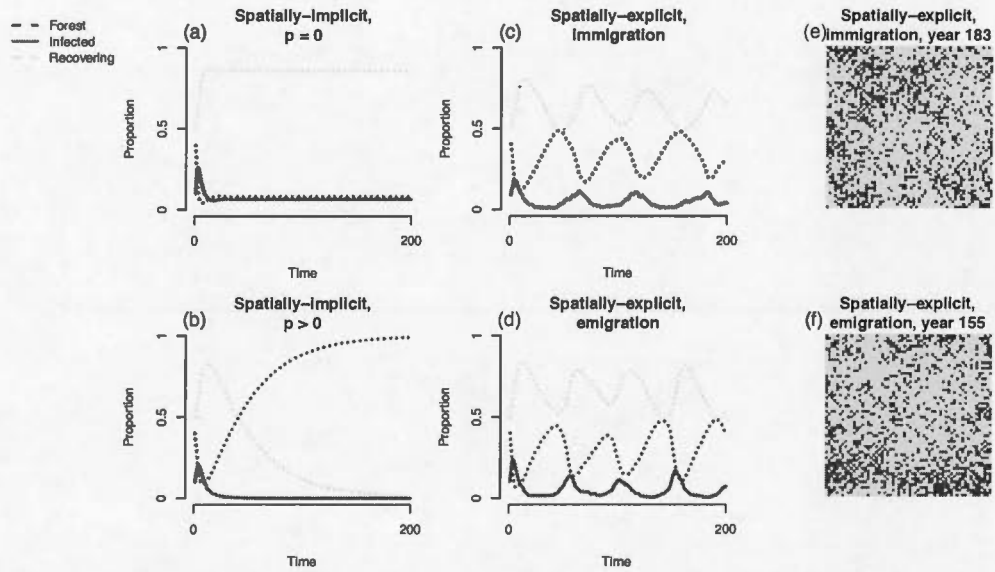 Forest
Infected
Recovering
(a)
Spatially–implicit,
p = 0
Proportion
1
0.5
0
0
200
Time
(c)
Spatially–explicit,
immigration
Proportion
1
0.5
0
0
200
Time
(e)
Spatially–explicit,
immigration, year 183
(b)
Spatially–implicit,
p > 0
Proportion
1
0.5
0
0
200
Time
(d)
Spatially–explicit,
emigration
Proportion
1
0.5
0
0
200
Time
(f)
Spatially–explicit,
emigration, year 155